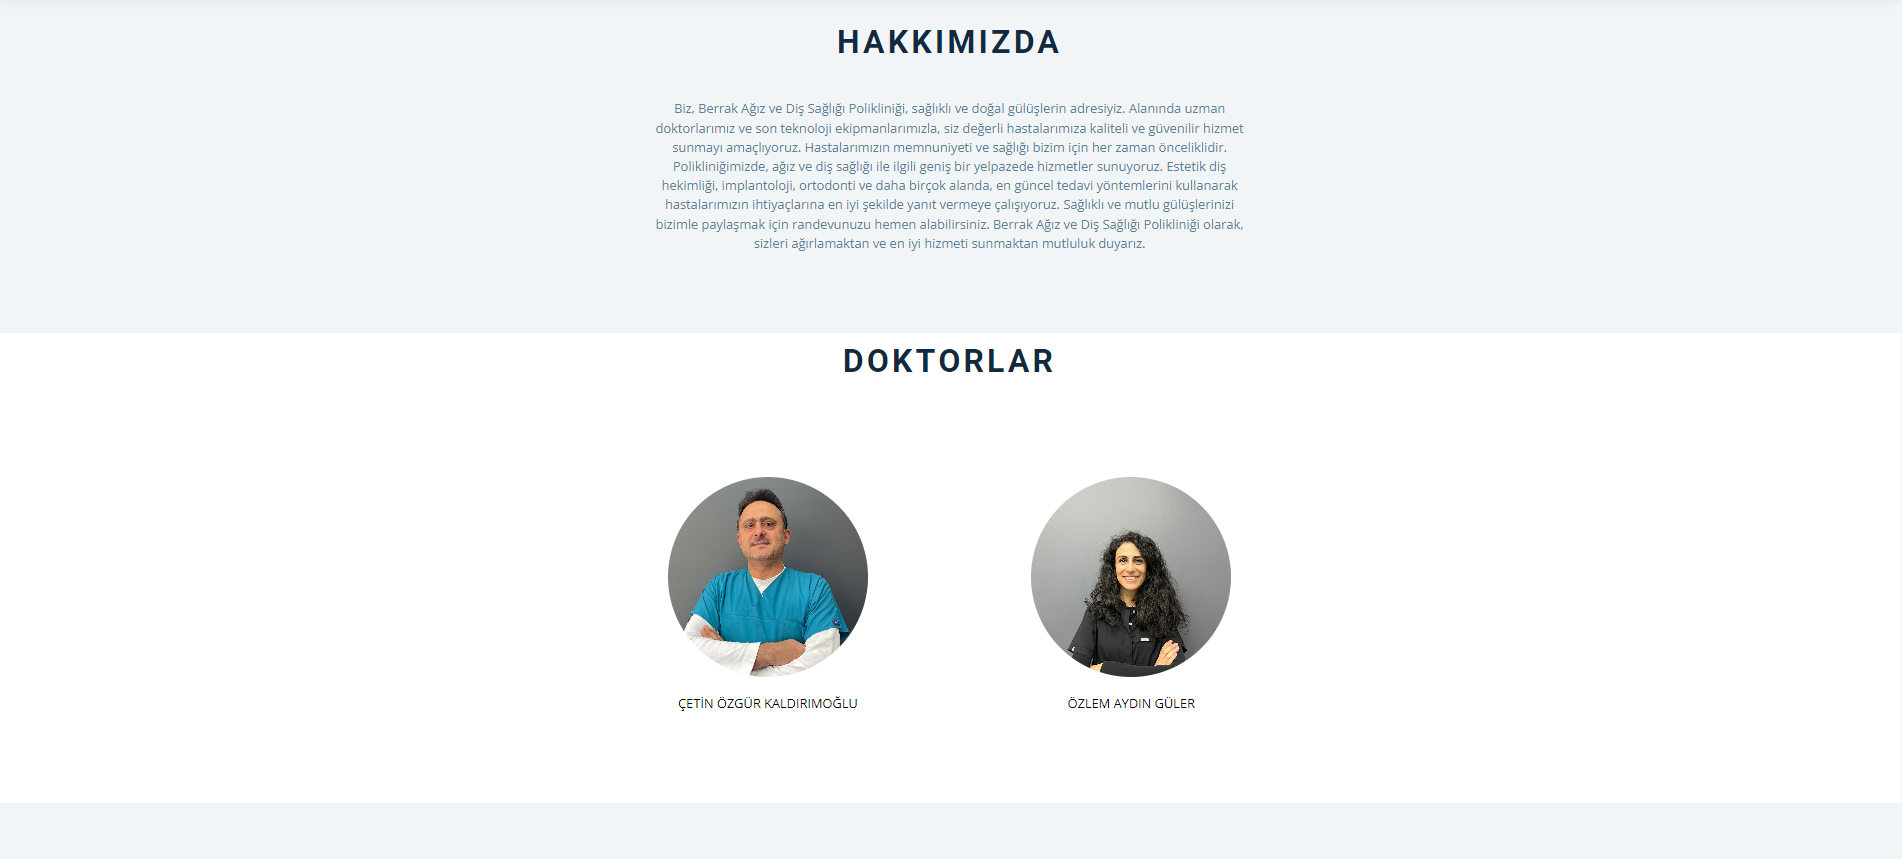 HAKKIMIZDA
Biz, Berrak Ağız ve Diş Sağlığı Polikliniği, sağlıklı ve doğal gülüşlerin adresiyiz. Alanında uzman
doktorlarımız ve son teknoloji ekipmanlarımızla, siz değerli hastalarımıza kaliteli ve güvenilir hizmet
sunmayı amaçlıyoruz. Hastalarımızın memnuniyeti ve sağlığı bizim için her zaman önceliklidir.
Polikliniğimizde, ağız ve diş sağlığı ile ilgili geniş bir yelpazede hizmetler sunuyoruz. Estetik diş
hekimliği, implantoloji, ortodonti ve daha birçok alanda, en güncel tedavi yöntemlerini kullanarak
hastalarımızın ihtiyaçlarına en iyi şekilde yanıt vermeye çalışıyoruz. Sağlıklı ve mutlu gülüşlerinizi
bizimle paylaşmak için randevunuzu hemen alabilirsiniz. Berrak Ağız ve Diş Sağlığı Polikliniği olarak,
sizleri ağırlamaktan ve en iyi hizmeti sunmaktan mutluluk duyarız.
DOKTORLAR
ÇETİN ÖZGÜR KALDIRIMOĞLU
ÖZLEM AYDIN GÜLER